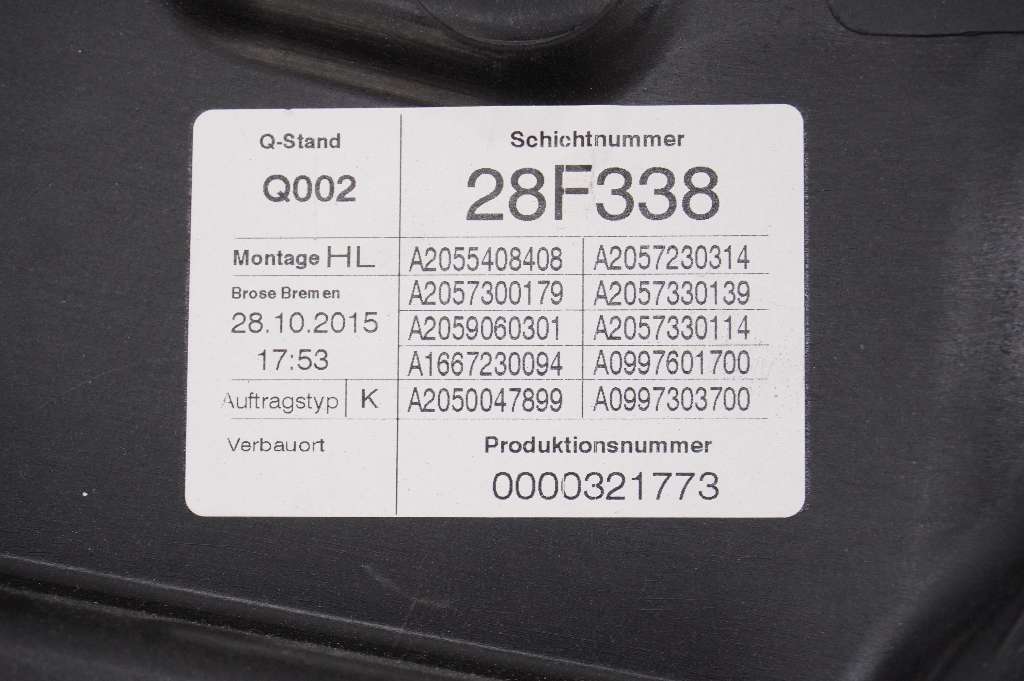 Q-Stand
Q002
Schichtnummer
28F338
Montage HL
Brose Bremen
28.10.2015
17:53
Auftragstyp K
Verbauort
A2055408408 A2057230314
A2057300179 A2057330139
A2059060301 A2057330114
A1667230094 A0997601700
A2050047899 A0997303700
Produktionsnummer
0000321773